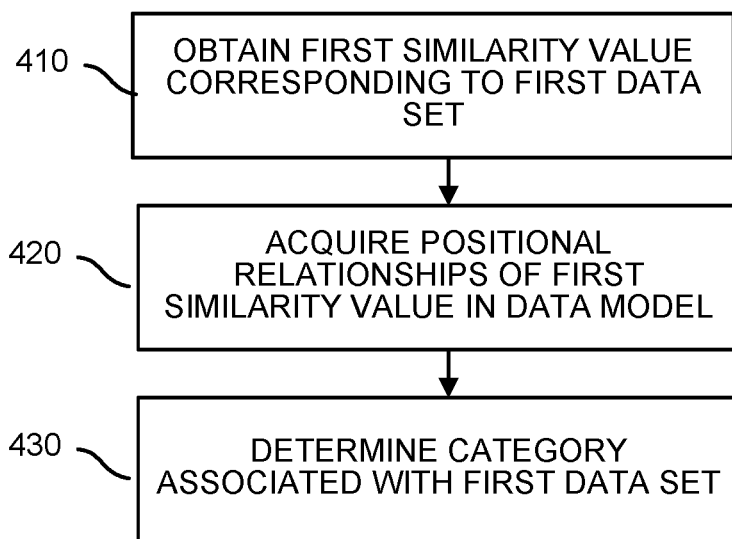 410
OBTAIN FIRST SIMILARITY VALUE
CORRESPONDING TO FIRST DATA
SET
420
ACQUIRE POSITIONAL
RELATIONSHIPS OF FIRST
SIMILARITY VALUE IN DATA MODEL
430
DETERMINE CATEGORY
ASSOCIATED WITH FIRST DATA SET